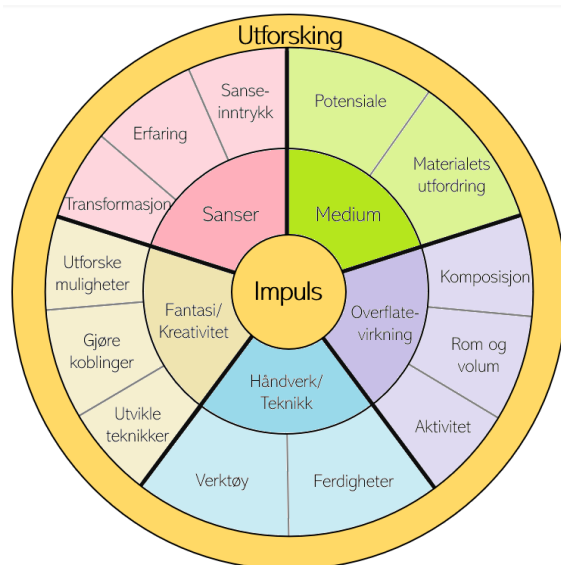 Utforsking
Sanse-
inntrykk
Erfaring
Transformasjon
Sanser
Potensiale
Materialets
utfordring
Medium
Impuls
Komposisjon
Rom og
volum
Aktivitet
Overflate-
virkning
Håndverk/
Teknikk
Verktøy
Ferdigheter
Fantasi/
Kreativitet
Utforske
muligheter
Gjøre
koblinger
Utvikle
teknikker